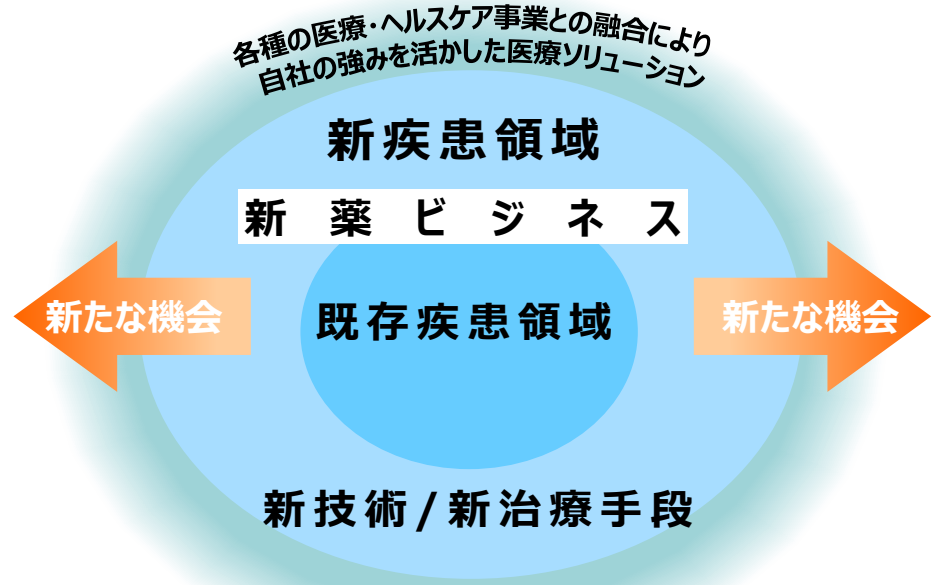 各種の医療・ヘルスケア事業との融合により
自社の強みを活かした医療ソリューション
新疾患領域
新薬ビジネス
新たな機会
既存疾患領域
新たな機会
新技術/新治療手段